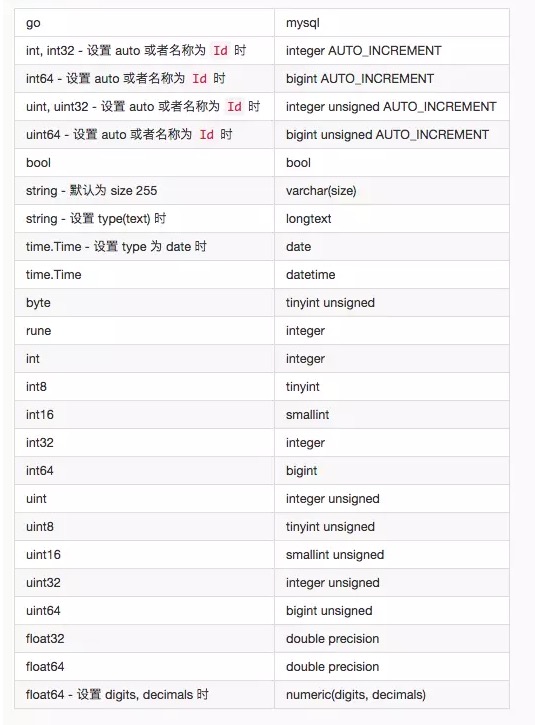 go mysql
int, int32 - 设置 auto 或者名称为 Id 时 integer AUTO_INCREMENT
int64 - 设置 auto 或者名称为 Id 时 bigint AUTO_INCREMENT
uint, uint32 - 设置 auto 或者名称为 Id 时 integer unsigned AUTO_INCREMENT
uint64 - 设置 auto 或者名称为 Id 时 bigint unsigned AUTO_INCREMENT
bool bool
string - 默认为 size 255 varchar(size)
string - 设置 type(text) 时 longtext
time.Time - 设置 type 为 date 时 date
time.Time datetime
byte tinyint unsigned
rune integer
int integer
int8 tinyint
int16 smallint
int32 integer
int64 bigint
uint integer unsigned
uint8 tinyint unsigned
uint16 smallint unsigned
uint32 integer unsigned
uint64 bigint unsigned
float32 double precision
float64 double precision
float64 - 设置 digits, decimals 时 numeric(digits, decimals)